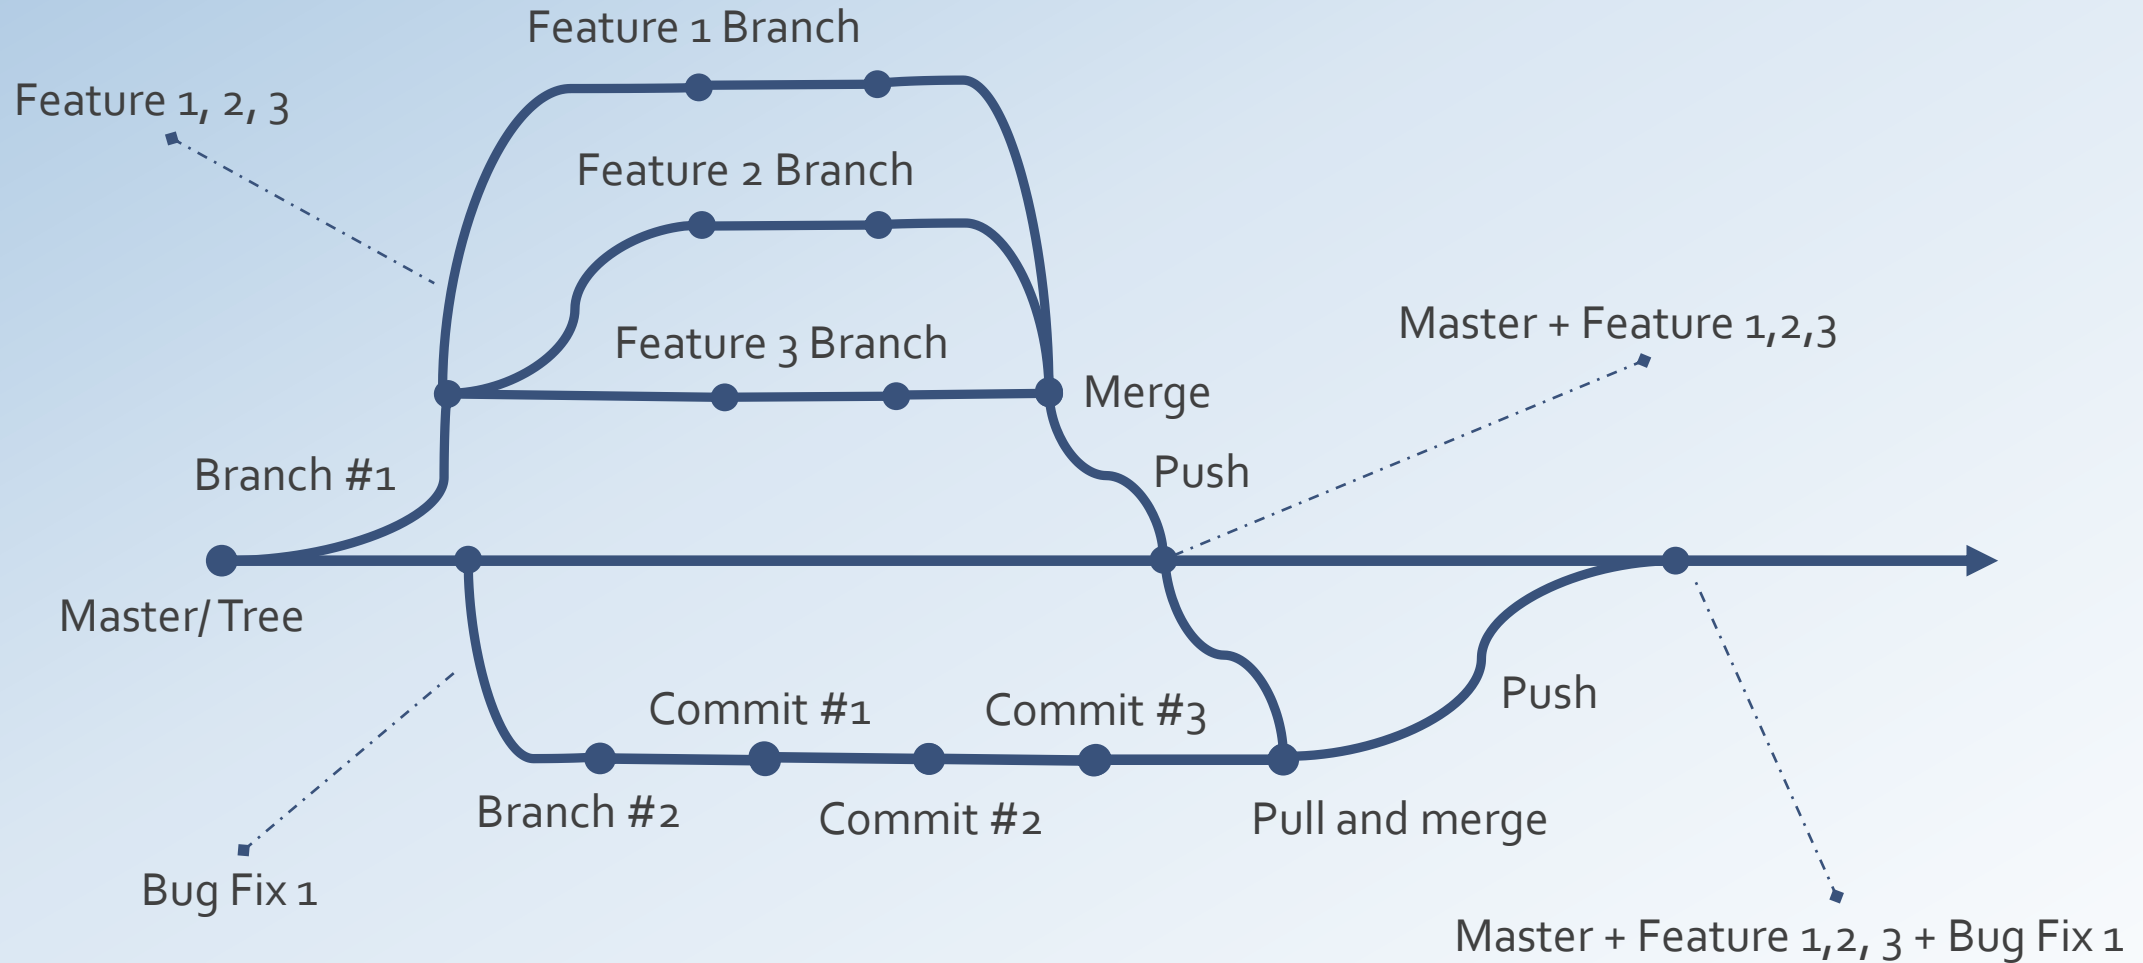 Feature 1 Branch
Feature 1, 2, 3
Feature 2 Branch
Feature 3 Branch
Master + Feature 1,2,3
Merge
Branch #1
Push
Master/ Tree
Push
Commit #1
Commit #3
Branch #2
Commit #2
Pull and merge
Bug Fix 1
Master + Feature 1,2, 3 + Bug Fix 1